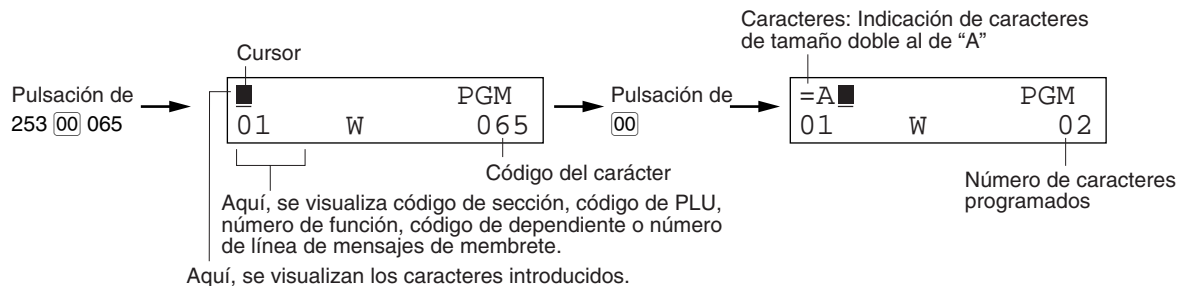 Caracteres: Indicación de caracteres
de tamaño doble al de “A”
Cursor
Pulsación de
253 00 065
PGM
01 W 065
Pulsación de
00
=A PGM
01 W 02
Código del carácter
Número de caracteres
programados
Aquí, se visualiza código de sección, código de PLU,
número de función, código de dependiente o número
de línea de mensajes de membrete.
Aquí, se visualizan los caracteres introducidos.